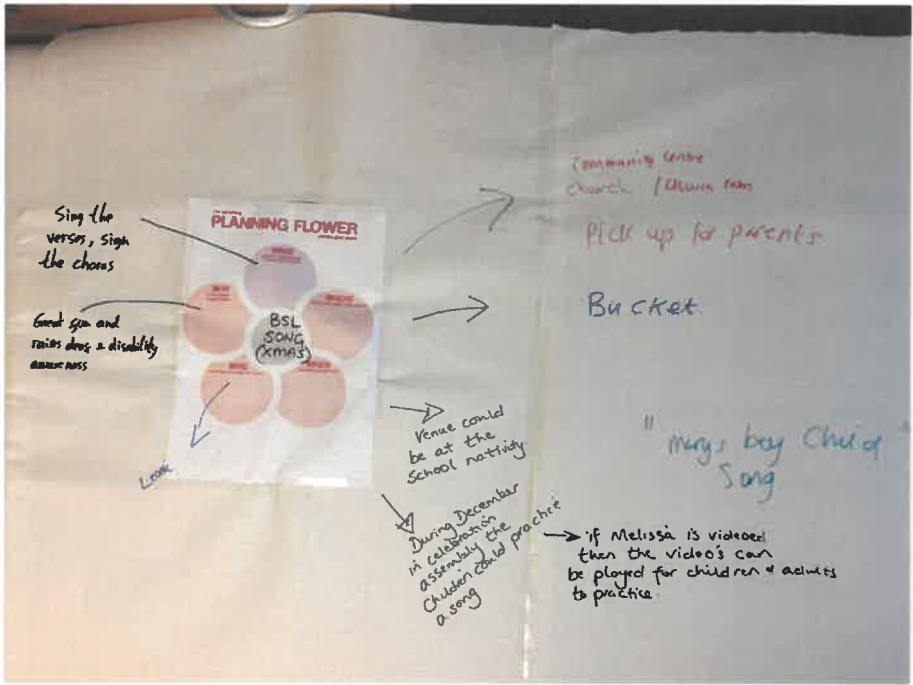 Community centre
Church / Church
Pick up for parents
Sing the
verses, sign
the chorus
PLANNING FLOWER
Bucket.
BSL
SONG
(XMAS)
Great fun and
raises &disability
awareness
Venue could
be at the
School nativity
"Marys boy Child
Song"
During December
in celebration
assembly the
Children could practice
a song
if Melissa is videoed
then the video's can
be played for children & adults
to practice.